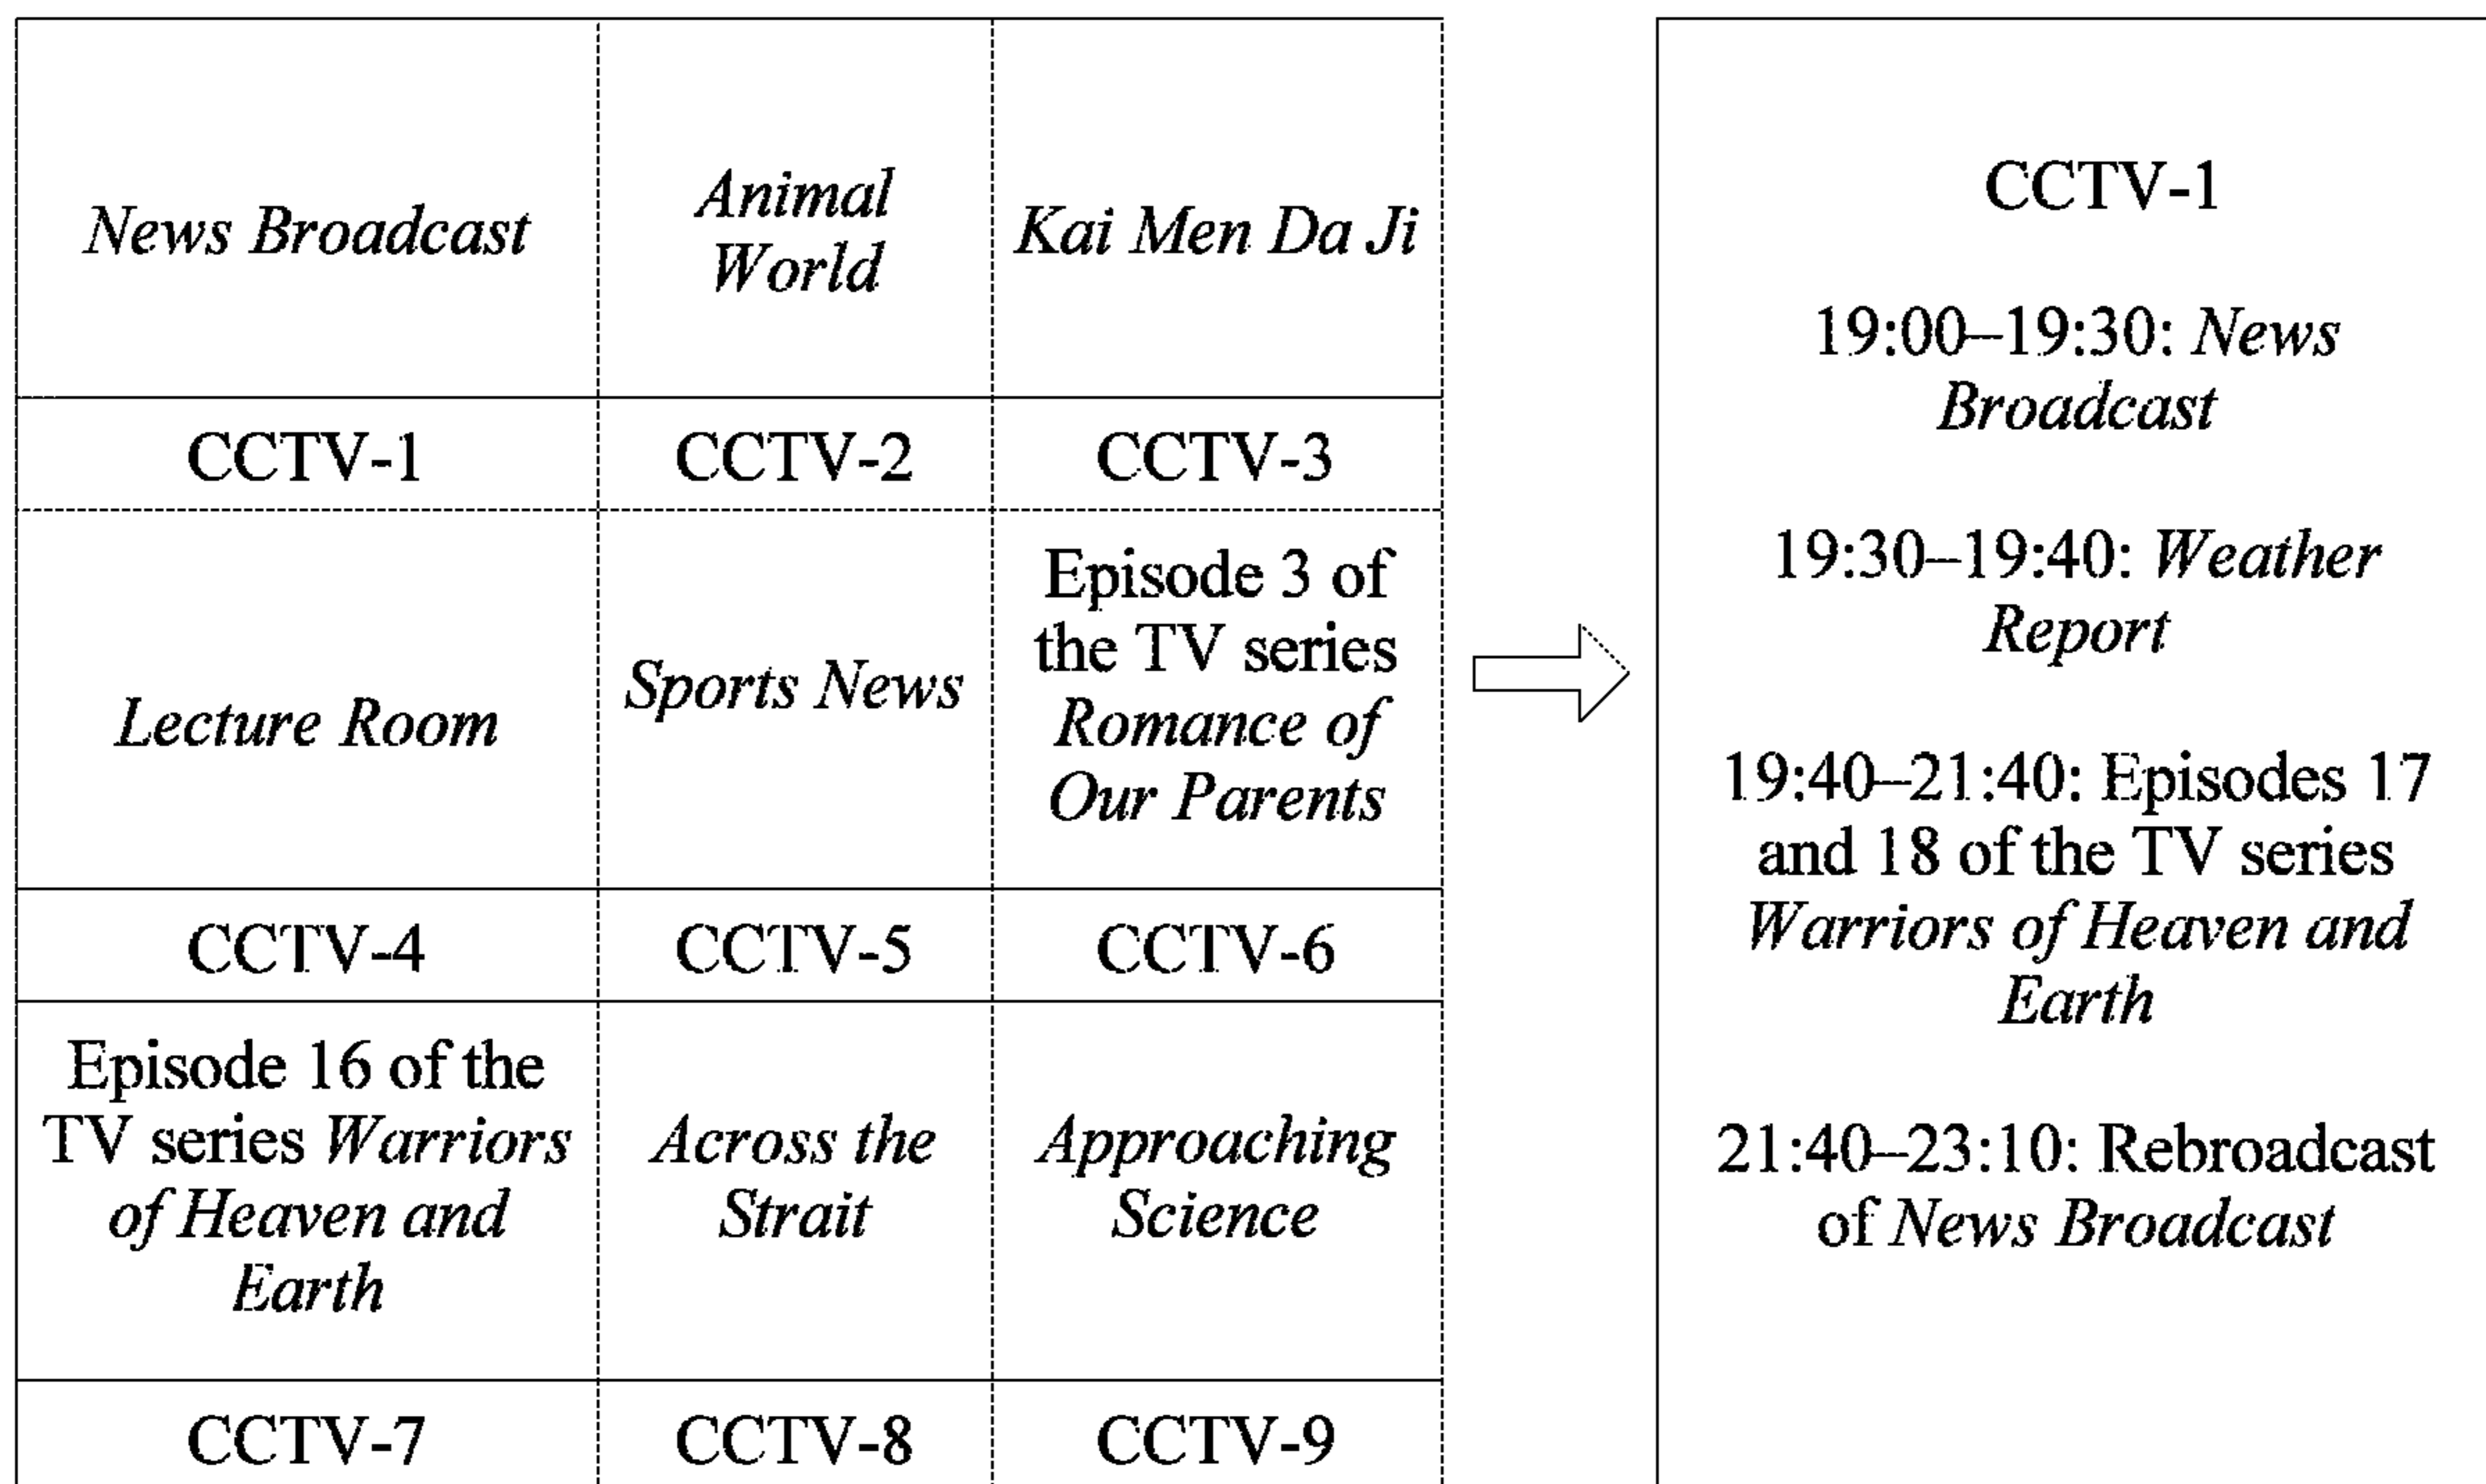 News Broadcast
Animal
World
Kai Men Da Ji
CCTV-1
CCTV-2
CCTV-3
Lecture Room
Sports News
Episode 3 of
the TV series
Romance of
Our Parents
CCTV-4
CCTV-5
CCTV-6
Episode 16 of the
TV series Warriors
of Heaven and
Earth
Across the
Strait
Approaching
Science
CCTV-7
CCTV-8
CCTV-9
CCTV-1
19:00–19:30: News
Broadcast
19:30–19:40: Weather
Report
19:40–21:40: Episodes 17
and 18 of the TV series
Warriors of Heaven and
Earth
21:40–23:10: Rebroadcast
of News Broadcast